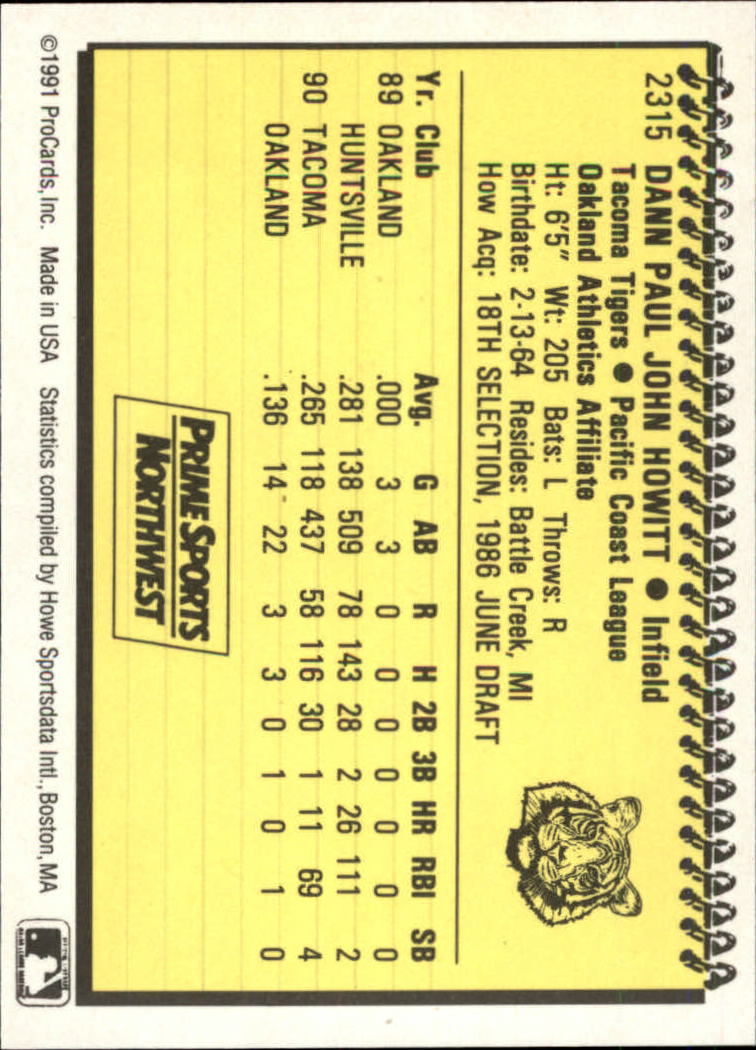 2315 DANN PAUL JOHN HOWITT ● Infield
Tacoma Tigers ● Pacific Coast League
Oakland Athletics Affiliate
Ht: 6'5" Wt: 205 Bats: L Throws: R
Birthdate: 2-13-64 Resides: Battle Creek, MI
How Acq: 18TH SELECTION, 1986 JUNE DRAFT
Yr. Club Avg. G AB R H 2B 3B HR RBI SB
89 OAKLAND .000 3 3 0 0 0 0 0 0 0
HUNTSVILLE .281 138 509 78 143 28 2 26 111 2
90 TACOMA .265 118 437 58 116 30 1 11 69 4
OAKLAND .136 14 22 3 3 0 1 0 1 0
PRIME SPORTS
NORTHWEST
©1991 ProCards, Inc. Made in USA Statistics compiled by Howe Sportsdata Intl., Boston, MA